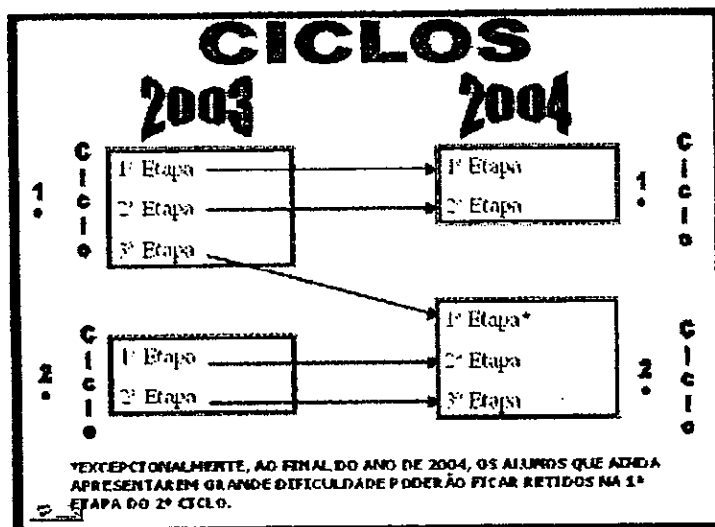 CICLOS
2003 2004
1º Ciclo
1ª Etapa
2ª Etapa
3ª Etapa
1ª Etapa
2ª Etapa
1º Ciclo
2º Ciclo
1ª Etapa
2ª Etapa
1ª Etapa*
2ª Etapa
3ª Etapa
2º Ciclo
*EXCEPCIONALMENTE, AO FINAL DO ANO DE 2004, OS ALUNOS QUE AINDA
APRESENTAREM GRANDE DIFICULDADE PODERÃO FICAR RETIDOS NA 1ª
ETAPA DO 2º CICLO.